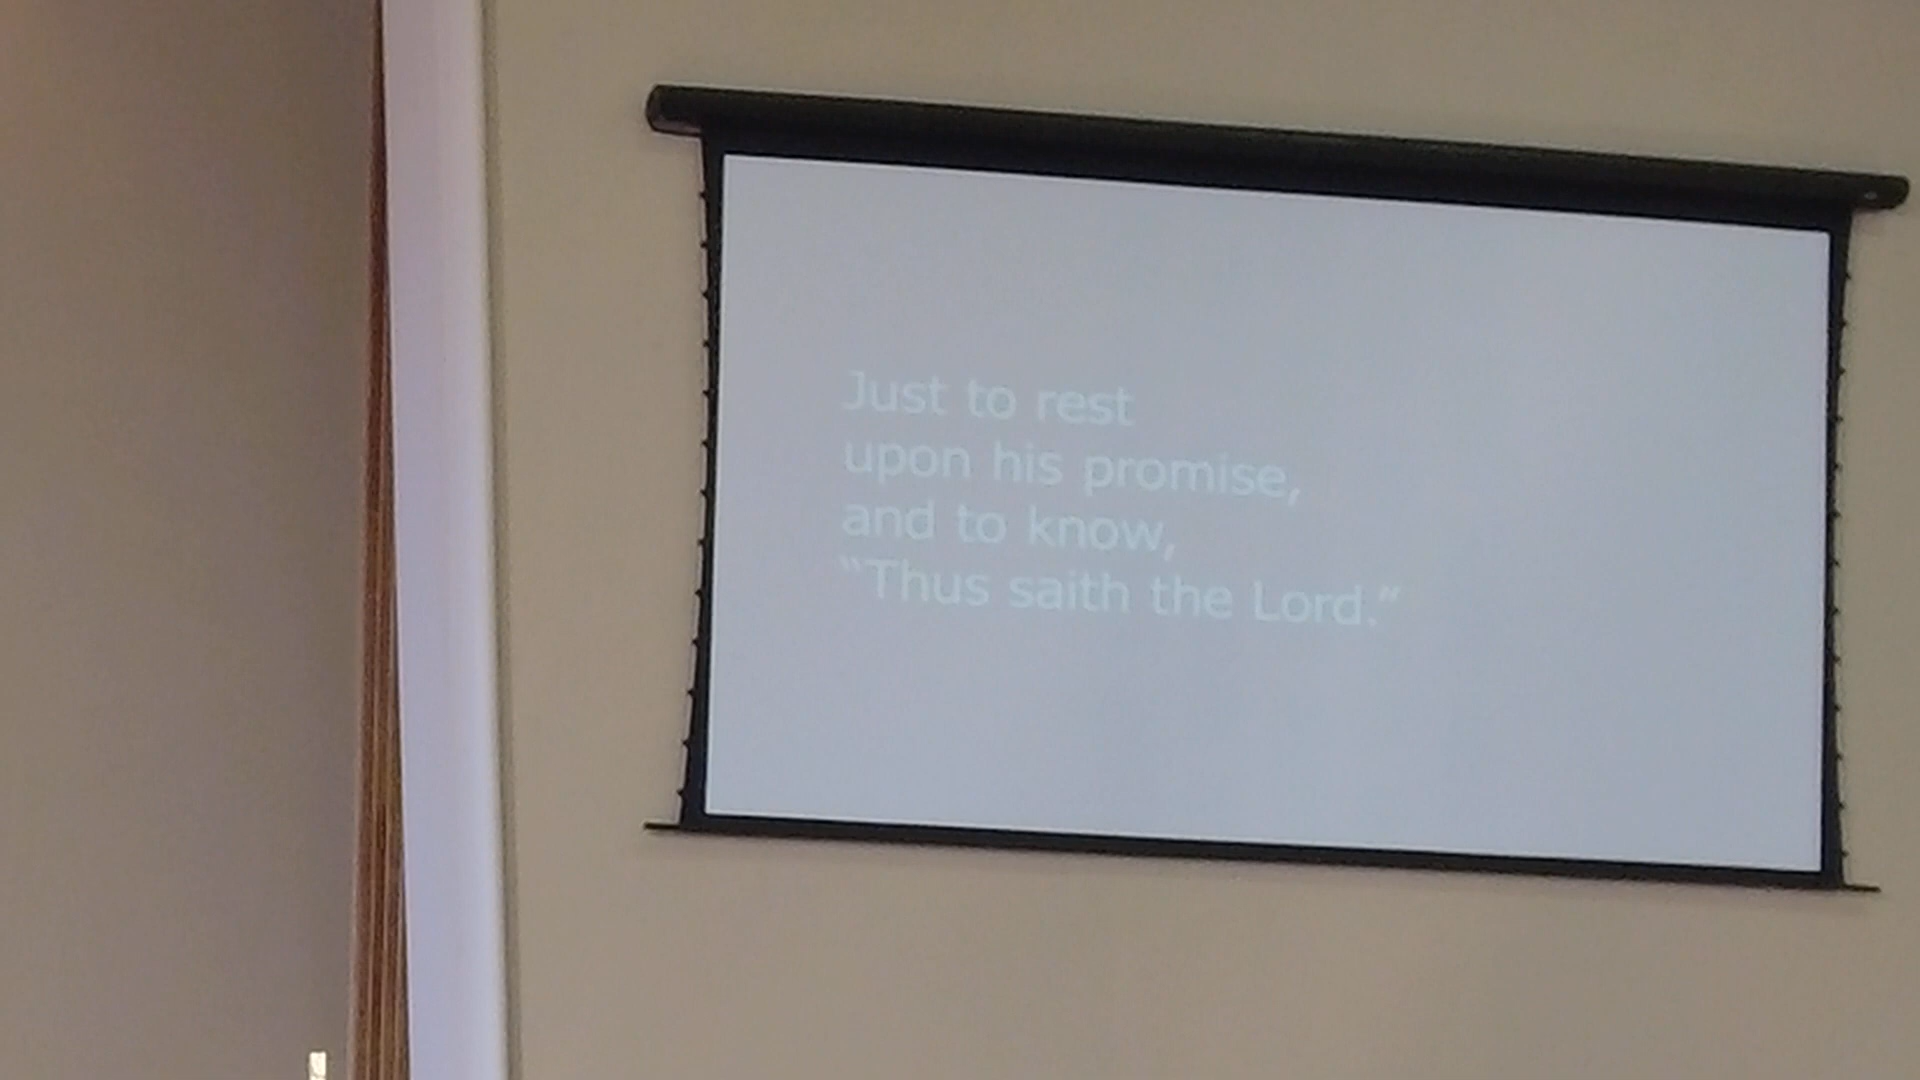 Just to rest
upon his promise,
and to know,
“Thus saith the Lord.”